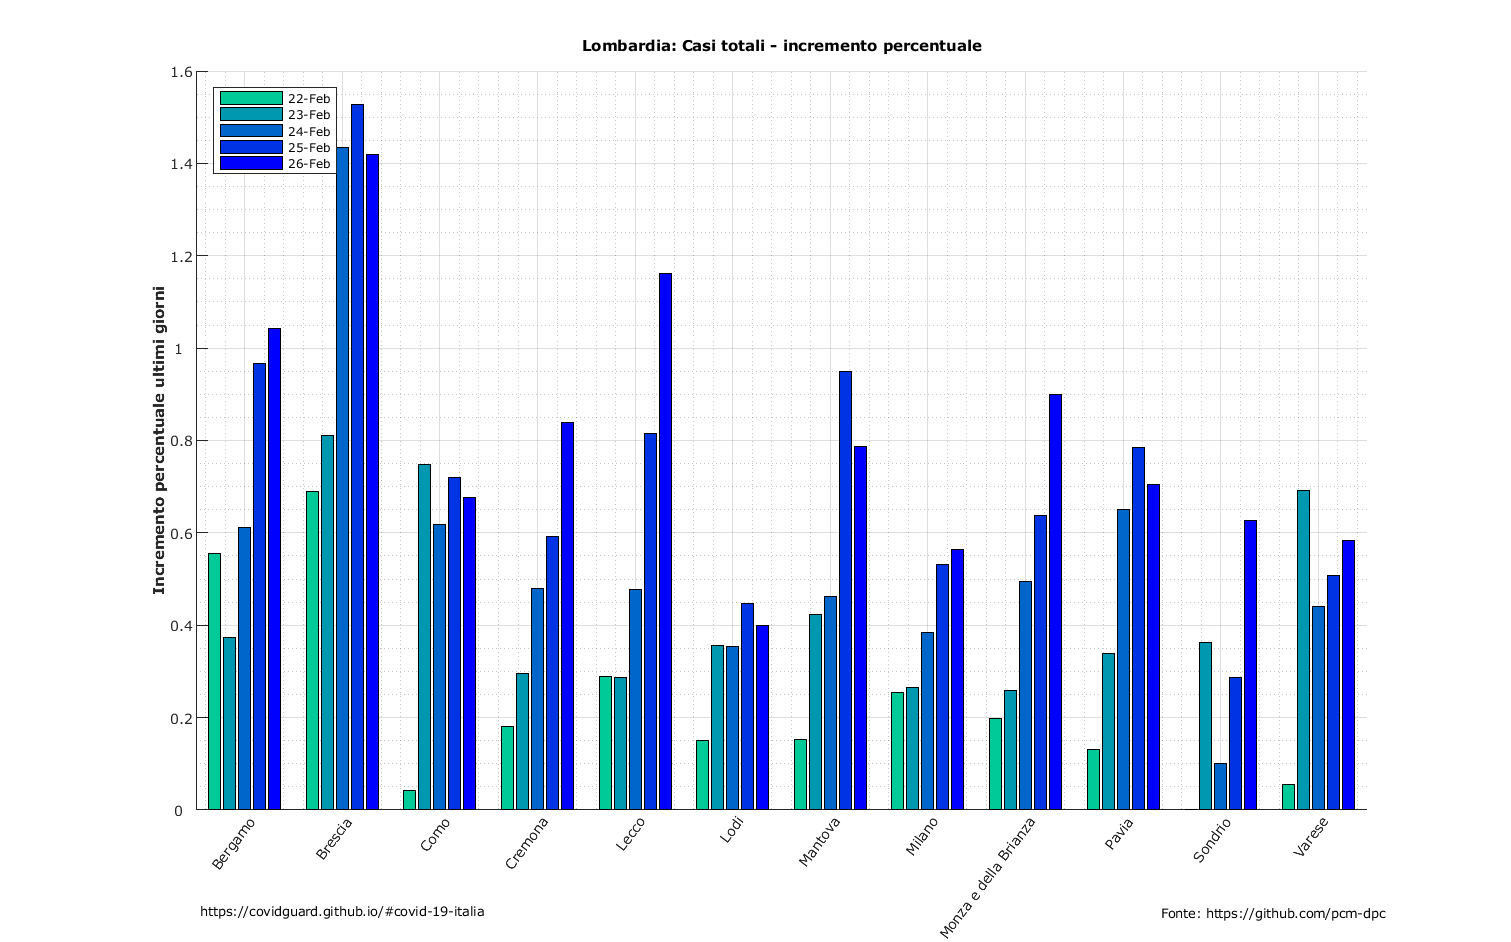 Lombardia: Casi totali - incremento percentuale
1.6
1.4
1.2
1
0.8
0.6
0.4
0.2
0
Incremento percentuale ultimi giorni
22-Feb
23-Feb
24-Feb
25-Feb
26-Feb
Bergamo
Brescia
Como
Cremona
Lecco
Lodi
Mantova
Milano
Monza e della Brianza
Pavia
Sondrio
Varese
https://covidguard.github.io/#covid-19-italia
Fonte: https://github.com/pcm-dpc